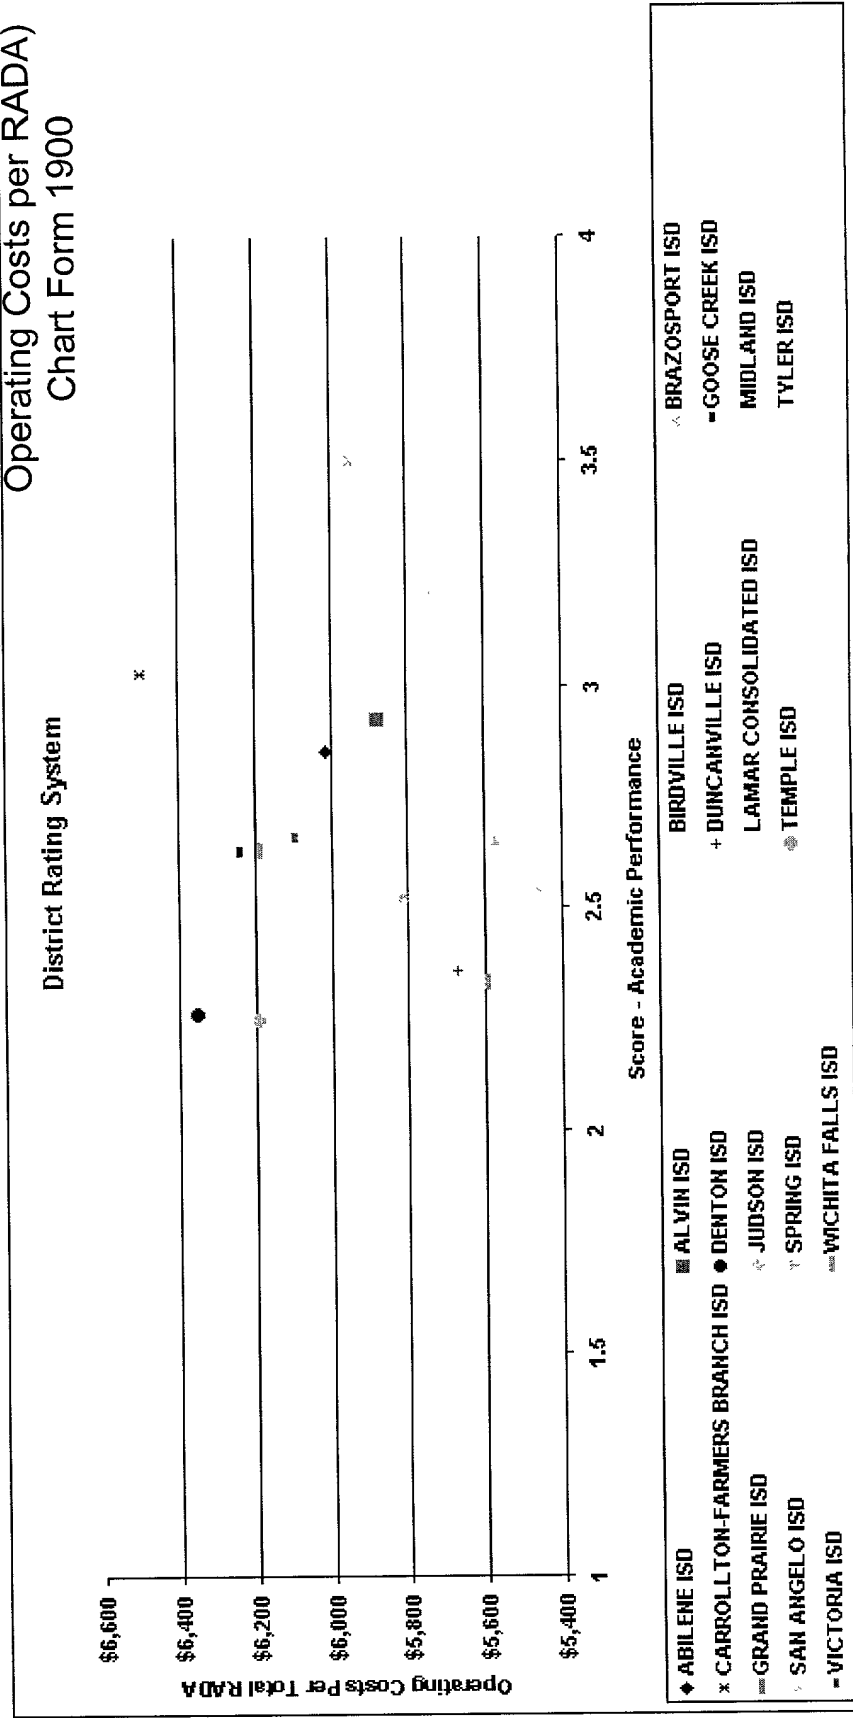 Operating Costs per RADA)
Chart Form 1900
District Rating System
Operating Costs Per Total RADA
$6,600
$6,400
$6,200
$6,000
$5,800
$5,600
$5,400
1
1.5
2
2.5
3
3.5
4
Score - Academic Performance
ABILENE ISD
ALVIN ISD
BIRDVILLE ISD
BRAZOSPORT ISD
CARROLLTON-FARMERS BRANCH ISD
DENTON ISD
DUNCANVILLE ISD
GOOSE CREEK ISD
GRAND PRAIRIE ISD
JUDSON ISD
LAMAR CONSOLIDATED ISD
MIDLAND ISD
SAN ANGELO ISD
SPRING ISD
TEMPLE ISD
TYLER ISD
VICTORIA ISD
WICHITA FALLS ISD